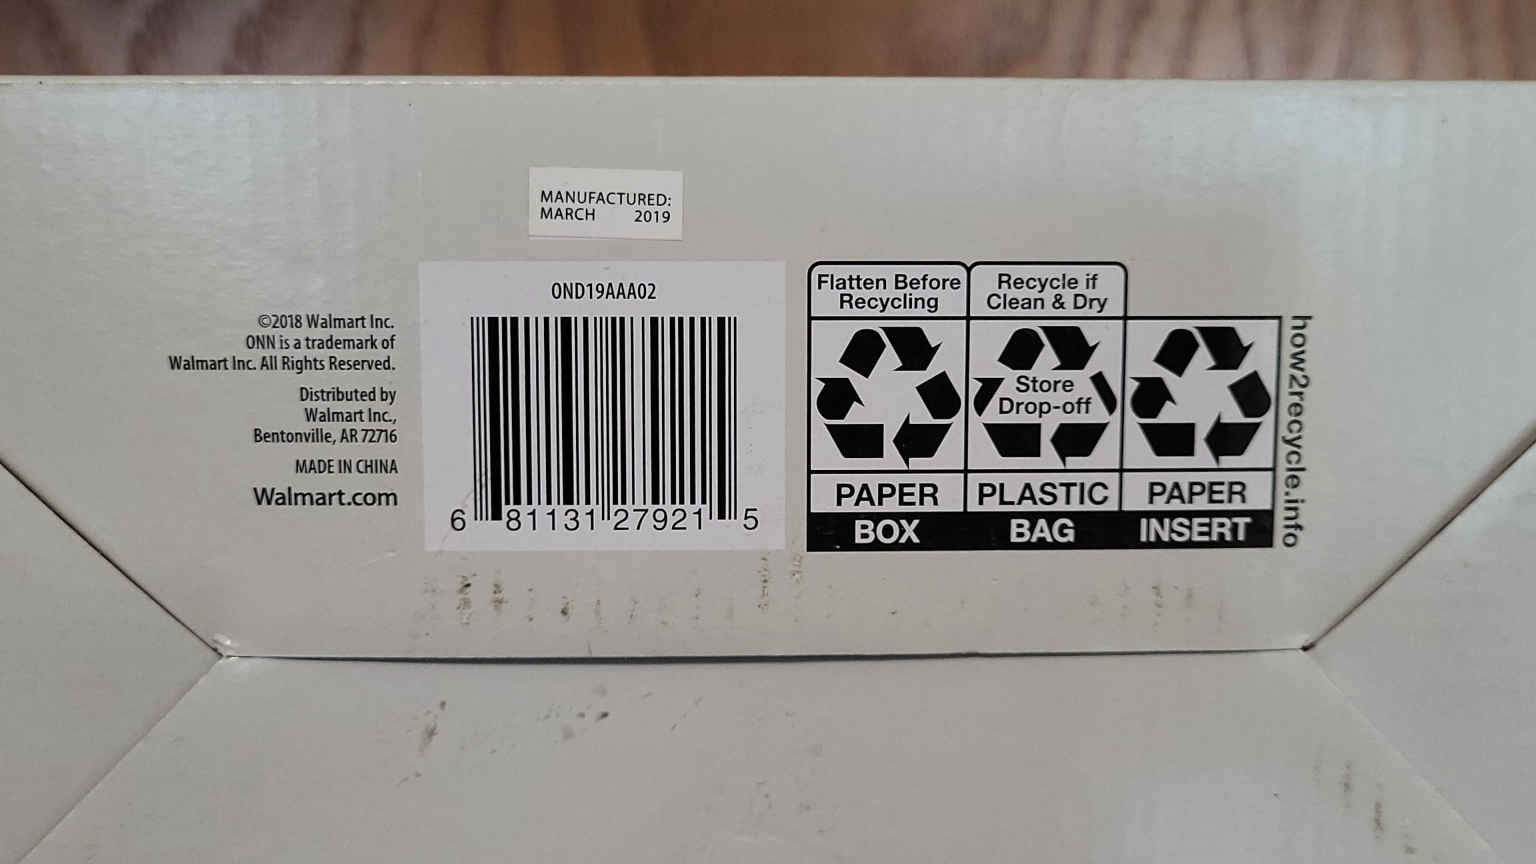 MANUFACTURED:
MARCH 2019
©2018 Walmart Inc.
ONN is a trademark of
Walmart Inc. All Rights Reserved.
Distributed by
Walmart Inc.,
Bentonville, AR 72716
MADE IN CHINA
Walmart.com
OND19AAA02
6 81131 27921 5
Flatten Before
Recycling
PAPER
BOX
Recycle if
Clean & Dry
Store
Drop-off
PLASTIC
BAG
PAPER
INSERT
how2recycle.info